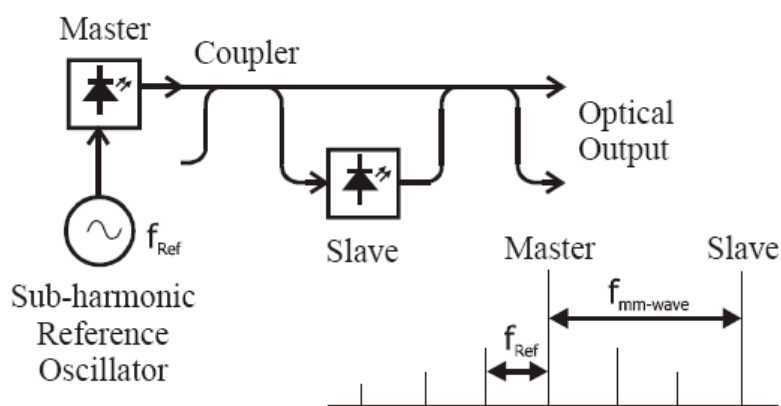 Master
Coupler
Optical
Output
f_Ref
Slave
Sub-harmonic
Reference
Oscillator
Master
Slave
f_mm-wave
f_Ref